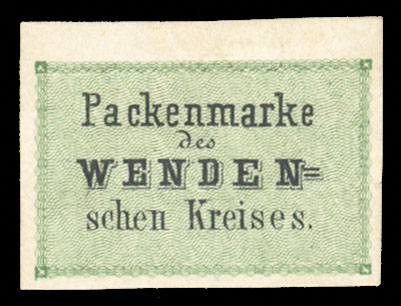 Packenmarke
des
WENDEN=
schen Kreises.